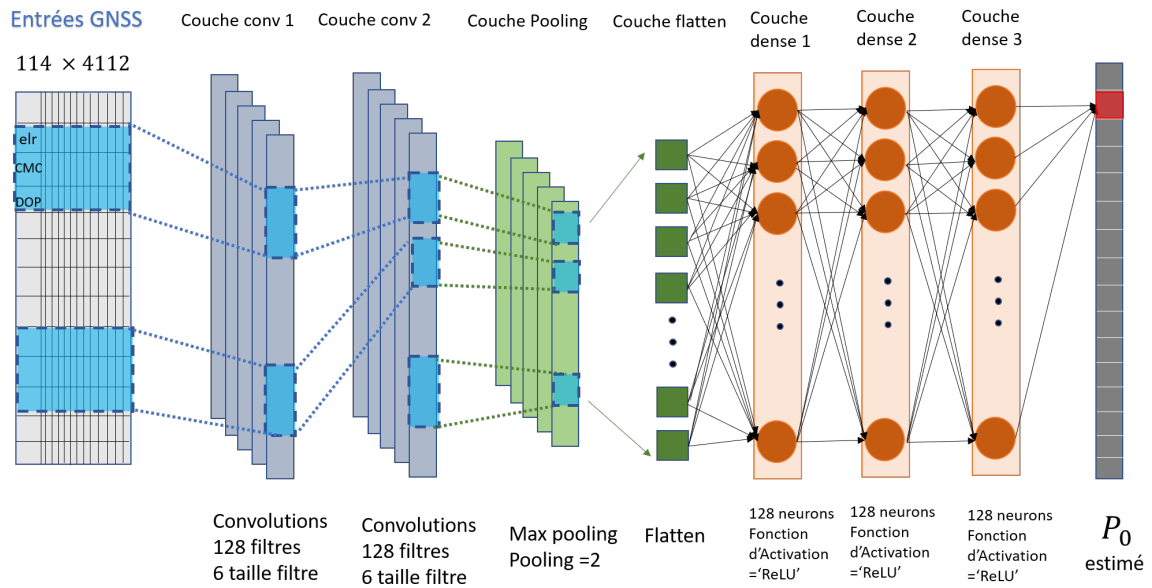 Entrées GNSS
Couche conv 1
Couche conv 2
Couche Pooling
Couche flatten
Couche
dense 1
Couche
dense 2
Couche
dense 3
114 × 4112
elr
CMC
DOP
Convolutions
128 filtres
6 taille filtre
Convolutions
128 filtres
6 taille filtre
Max pooling
Pooling =2
Flatten
128 neurons
Fonction
d'Activation
='ReLU'
128 neurons
Fonction
d'Activation
='ReLU'
128 neurons
Fonction
d'Activation
='ReLU'
P₀
estimé